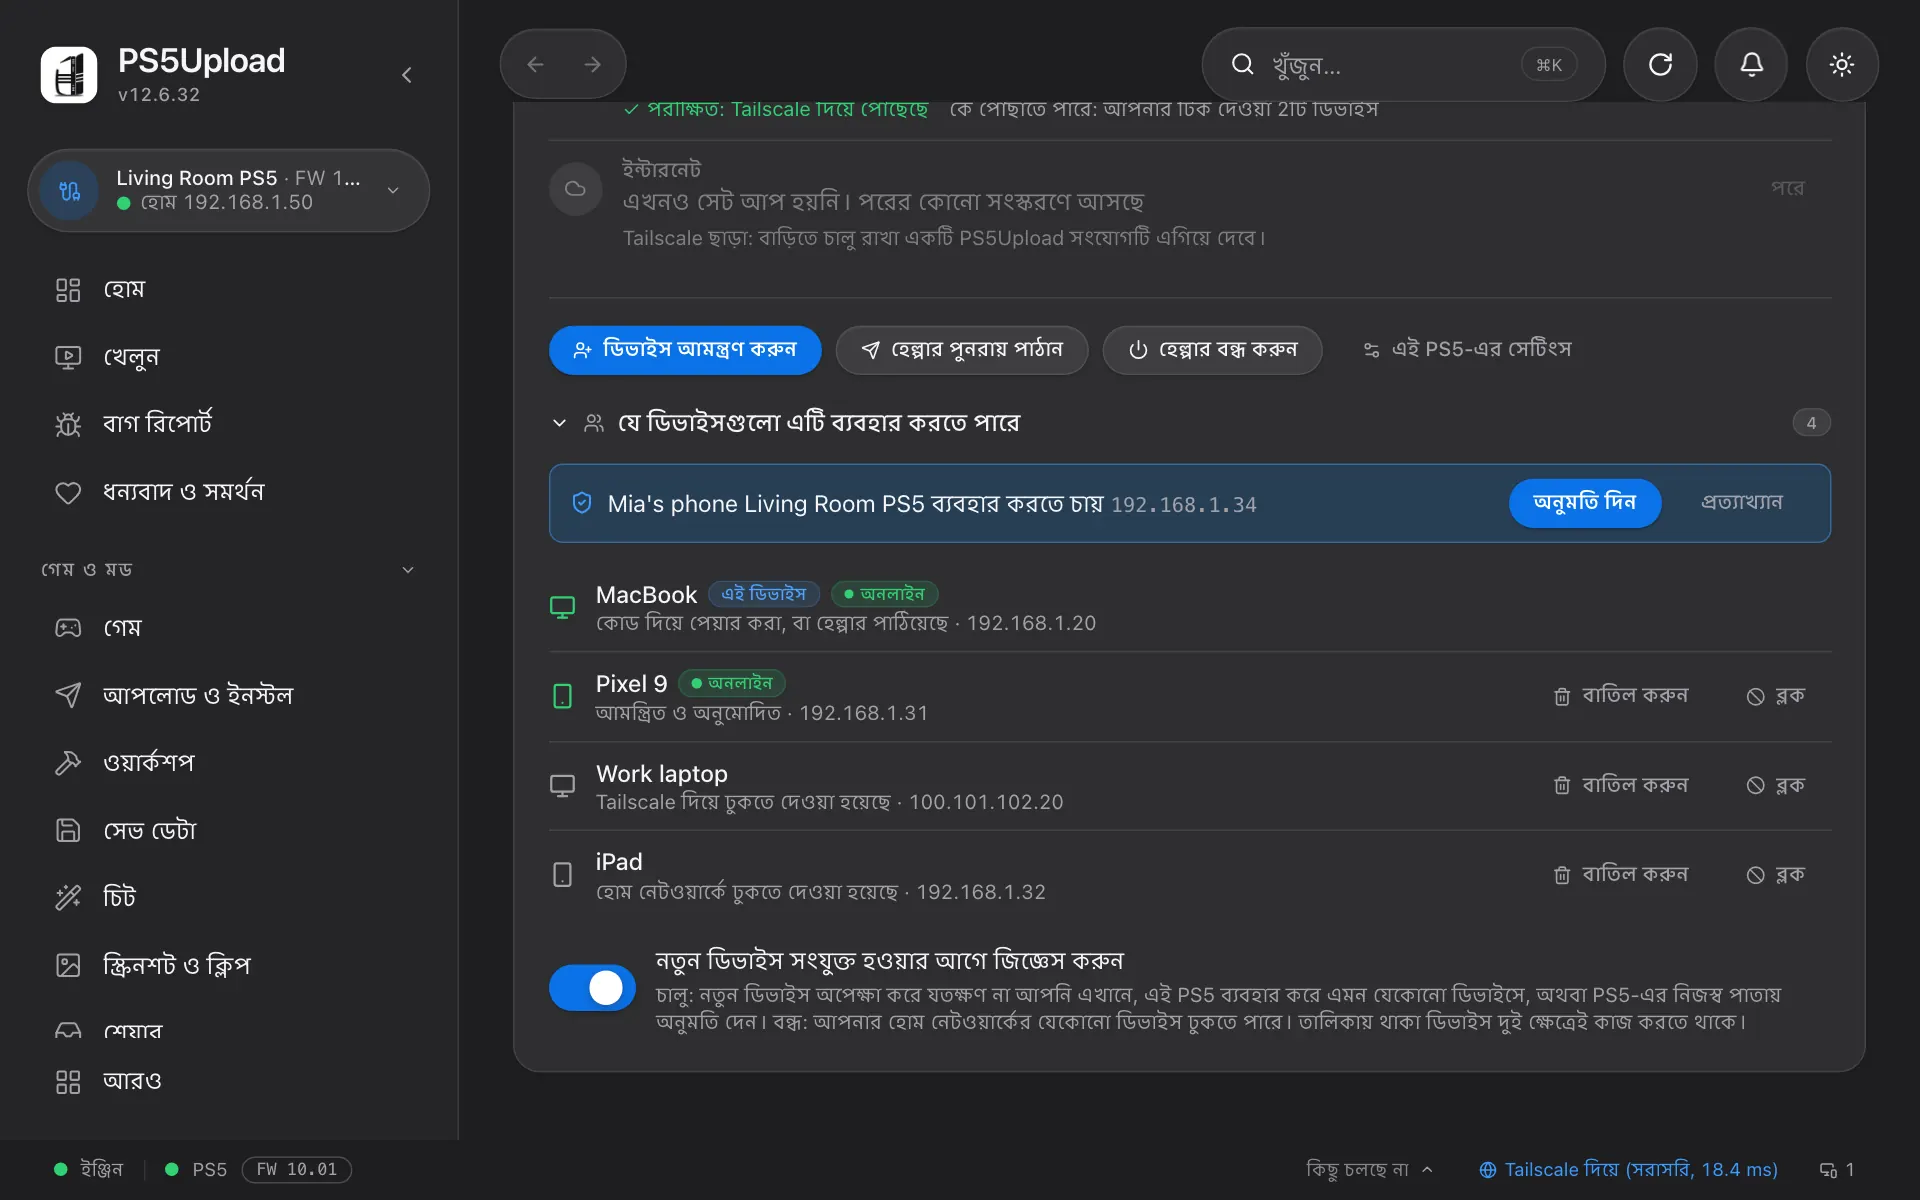 PS5Upload
v12.6.32
Living Room PS5 · FW 1...
হোম 192.168.1.50
হোম
খেলুন
বাগ রিপোর্ট
ধন্যবাদ ও সমর্থন
গেম ও মড
গেম
আপলোড ও ইনস্টল
ওয়ার্কশপ
সেভ ডেটা
চিট
স্ক্রিনশট ও ক্লিপ
শেয়ার
আরও
খুঁজুন...
⌘K
পরীক্ষিত: Tailscale দিয়ে পৌঁছেছে কে পৌঁছাতে পারে: আপনার টিক দেওয়া 2টি ডিভাইস
ইন্টারনেট
এখনও সেট আপ হয়নি। পরের কোনো সংস্করণে আসছে
Tailscale ছাড়া: বাড়িতে চালু রাখা একটি PS5Upload সংযোগটি এগিয়ে দেবে।
পরে
ডিভাইস আমন্ত্রণ করুন
হেল্পার পুনরায় পাঠান
হেল্পার বন্ধ করুন
এই PS5-এর সেটিংস
যে ডিভাইসগুলো এটি ব্যবহার করতে পারে
4
Mia's phone Living Room PS5 ব্যবহার করতে চায় 192.168.1.34
অনুমতি দিন
প্রত্যাখ্যান
MacBook এই ডিভাইস অনলাইন
কোড দিয়ে পেয়ার করা, বা হেল্পার পাঠিয়েছে · 192.168.1.20
Pixel 9 অনলাইন
আমন্ত্রিত ও অনুমোদিত · 192.168.1.31
বাতিল করুন
ব্লক
Work laptop
Tailscale দিয়ে ঢুকতে দেওয়া হয়েছে · 100.101.102.20
বাতিল করুন
ব্লক
iPad
হোম নেটওয়ার্কে ঢুকতে দেওয়া হয়েছে · 192.168.1.32
বাতিল করুন
ব্লক
নতুন ডিভাইস সংযুক্ত হওয়ার আগে জিজ্ঞেস করুন
চালু: নতুন ডিভাইস অপেক্ষা করে যতক্ষণ না আপনি এখানে, এই PS5 ব্যবহার করে এমন যেকোনো ডিভাইসে, অথবা PS5-এর নিজস্ব পাতায়
অনুমতি দেন। বন্ধ: আপনার হোম নেটওয়ার্কের যেকোনো ডিভাইস ঢুকতে পারে। তালিকায় থাকা ডিভাইস দুই ক্ষেত্রেই কাজ করতে থাকে।
ইঞ্জিন
PS5
FW 10.01
কিছু চলছে না
Tailscale দিয়ে (সরাসরি, 18.4 ms)
1